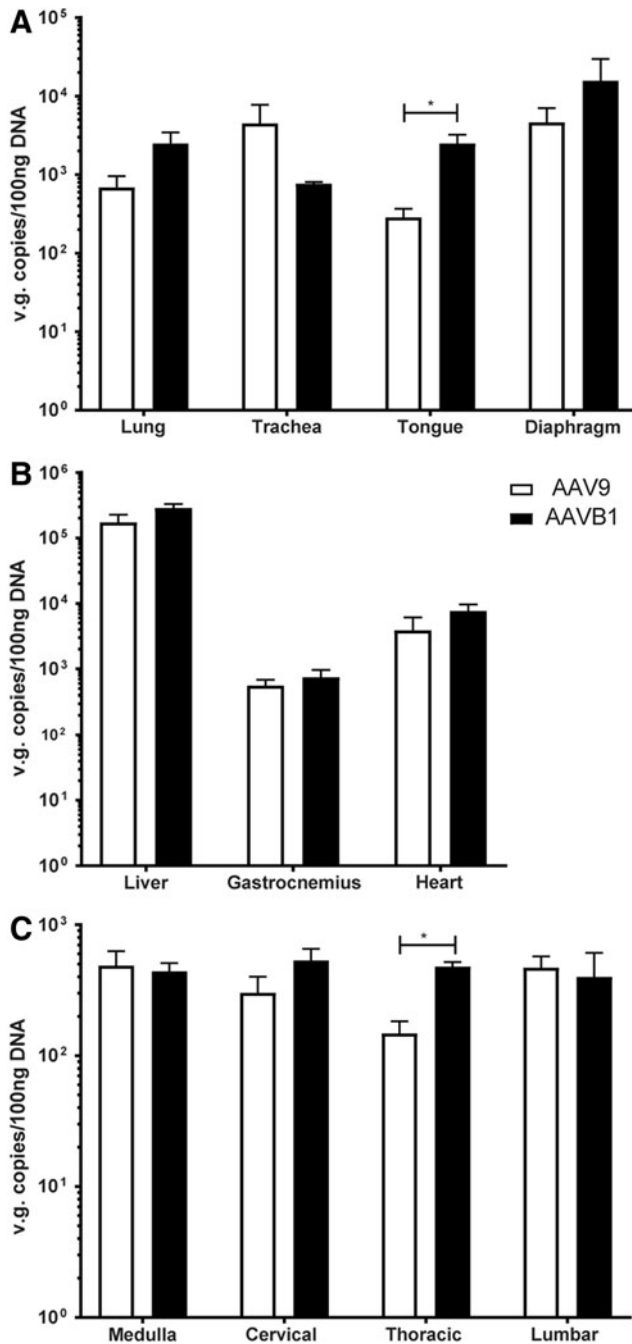 A
v.g. copies/100ng DNA
10^5
10^4
10^3
10^2
10^1
10^0
*
Lung Trachea Tongue Diaphragm
B
v.g. copies/100ng DNA
10^6
10^5
10^4
10^3
10^2
10^1
10^0
AAV9
AAVB1
Liver Gastrocnemius Heart
C
v.g. copies/100ng DNA
10^3
10^2
10^1
10^0
*
Medulla Cervical Thoracic Lumbar